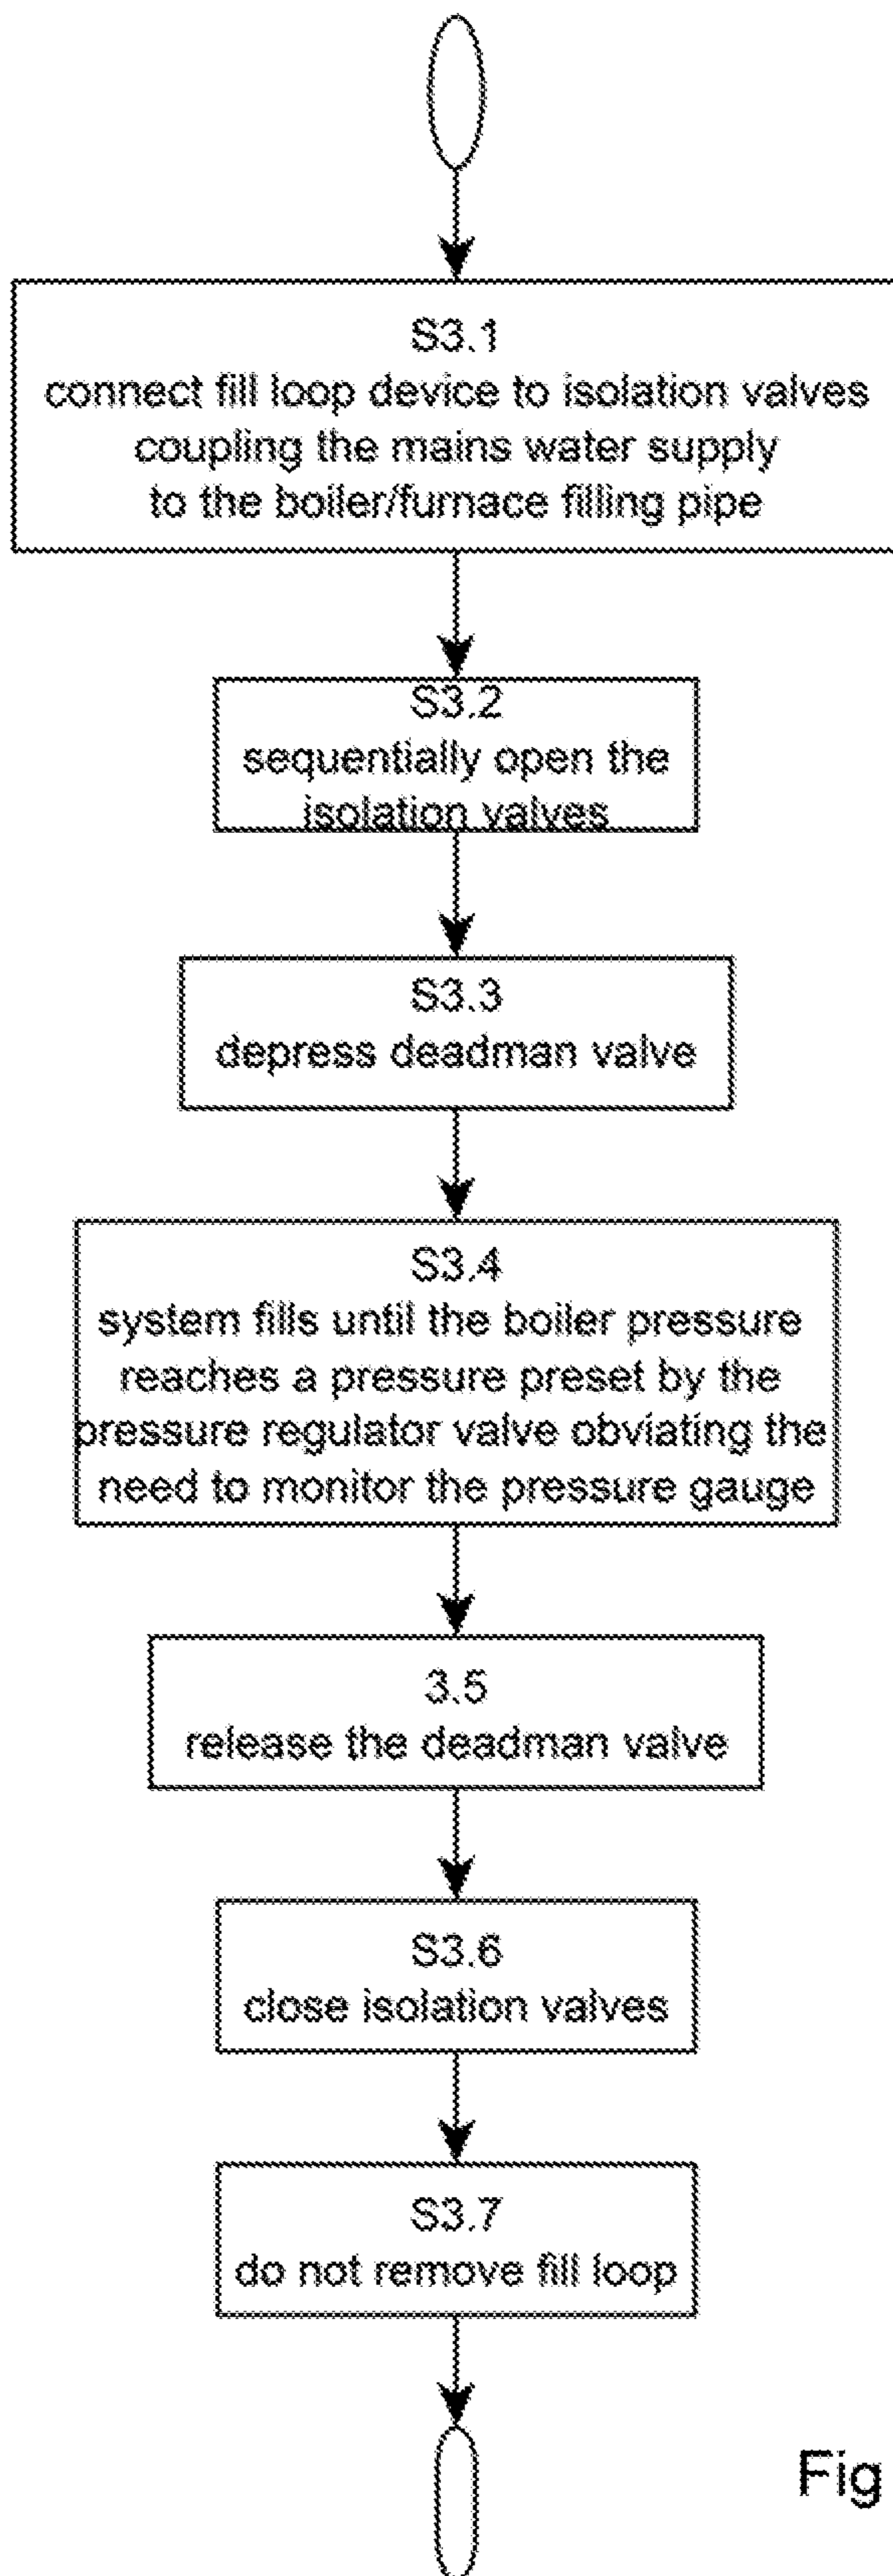 S3.1
connect fill loop device to isolation valves
coupling the mains water supply
to the boiler/furnace filling pipe
S3.2
sequentially open the
isolation valves
S3.3
depress deadman valve
S3.4
system fills until the boiler pressure
reaches a pressure preset by the
pressure regulator valve obviating the
need to monitor the pressure gauge
3.5
release the deadman valve
S3.6
close isolation valves
S3.7
do not remove fill loop
Fig